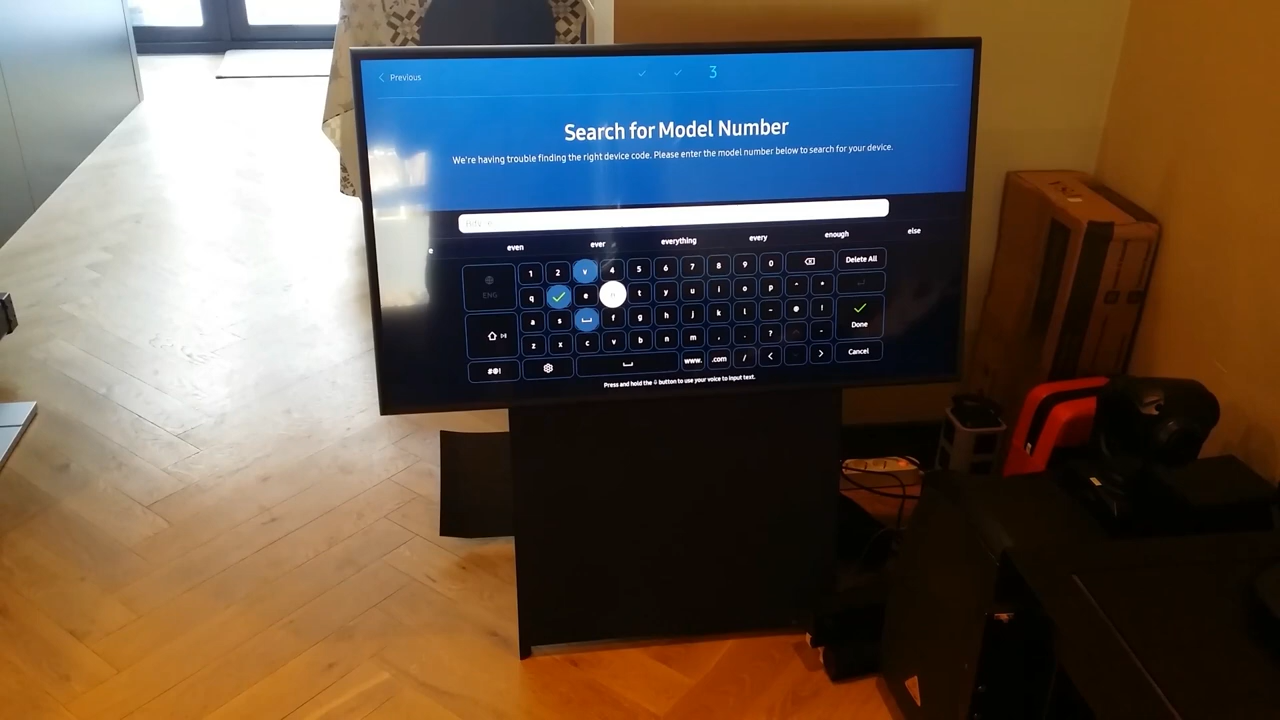 Previous
3
Search for Model Number
We're having trouble finding the right device code. Please enter the model number below to search for your device.
e even ever everything every enough else
ENG 1 2 v 4 5 6 7 8 9 0 Delete All
q e t y u i o p ^ *
a s f g h j k l ~ @ ! Done
z x c v b n m , . ? -
#@! www. .com / < > Cancel
Press and hold the button to use your voice to input text.